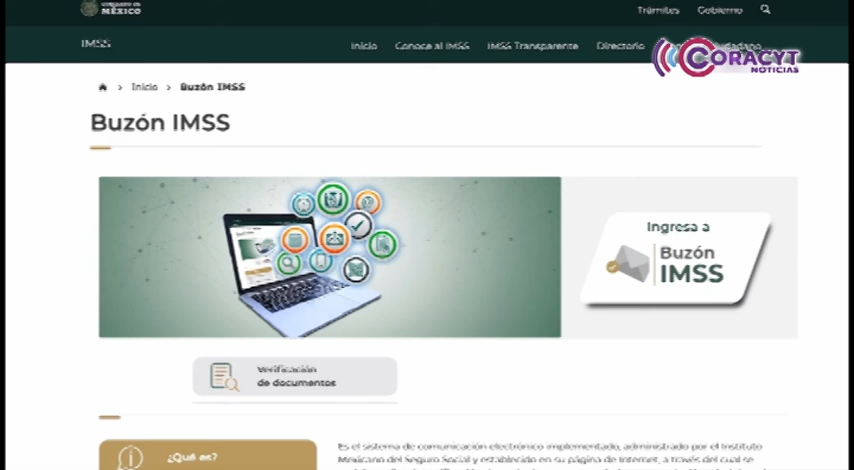 GOBIERNO DE
MÉXICO
Trámites Gobierno
IMSS
Inicio Conoce al IMSS IMSS Transparente Directorio
CORACYT
NOTICIAS
Inicio > Buzón IMSS
Buzón IMSS
Ingresa a
Buzón
IMSS
Verificación
de documentos
¿Qué es?
Es el sistema de comunicación electrónico implementado, administrado por el Instituto
Mexicano del Seguro Social y establecido en su página de Internet, a través del cual se